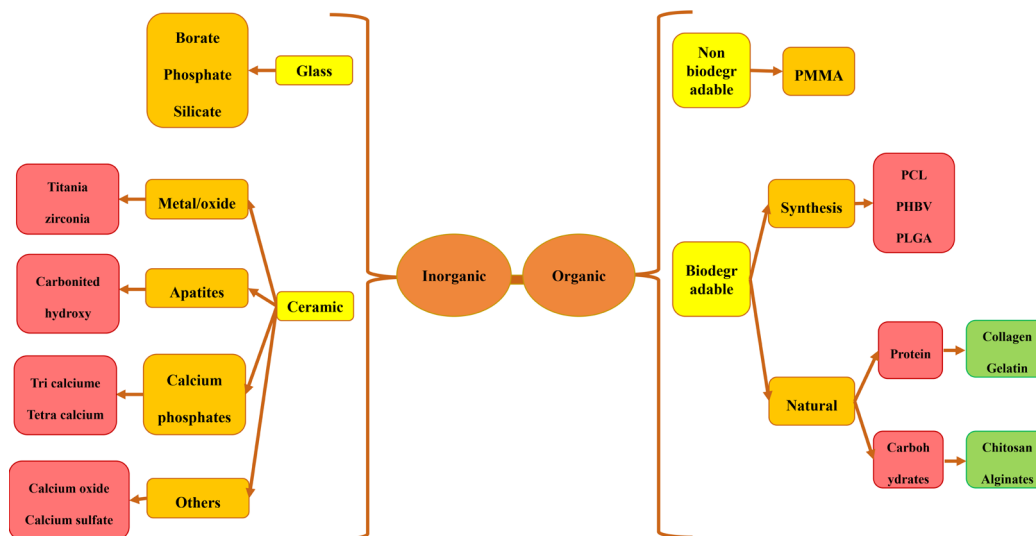 Borate
Phosphate
Silicate
Glass
Titania
zirconia
Metal/oxide
Carbonited
hydroxy
Apatites
Ceramic
Tri calciume
Tetra calcium
Calcium
phosphates
Calcium oxide
Calcium sulfate
Others
Inorganic
Organic
Non
biodegr
adable
PMMA
Biodegr
adable
Synthesis
PCL
PHBV
PLGA
Natural
Protein
Collagen
Gelatin
Carboh
ydrates
Chitosan
Alginates